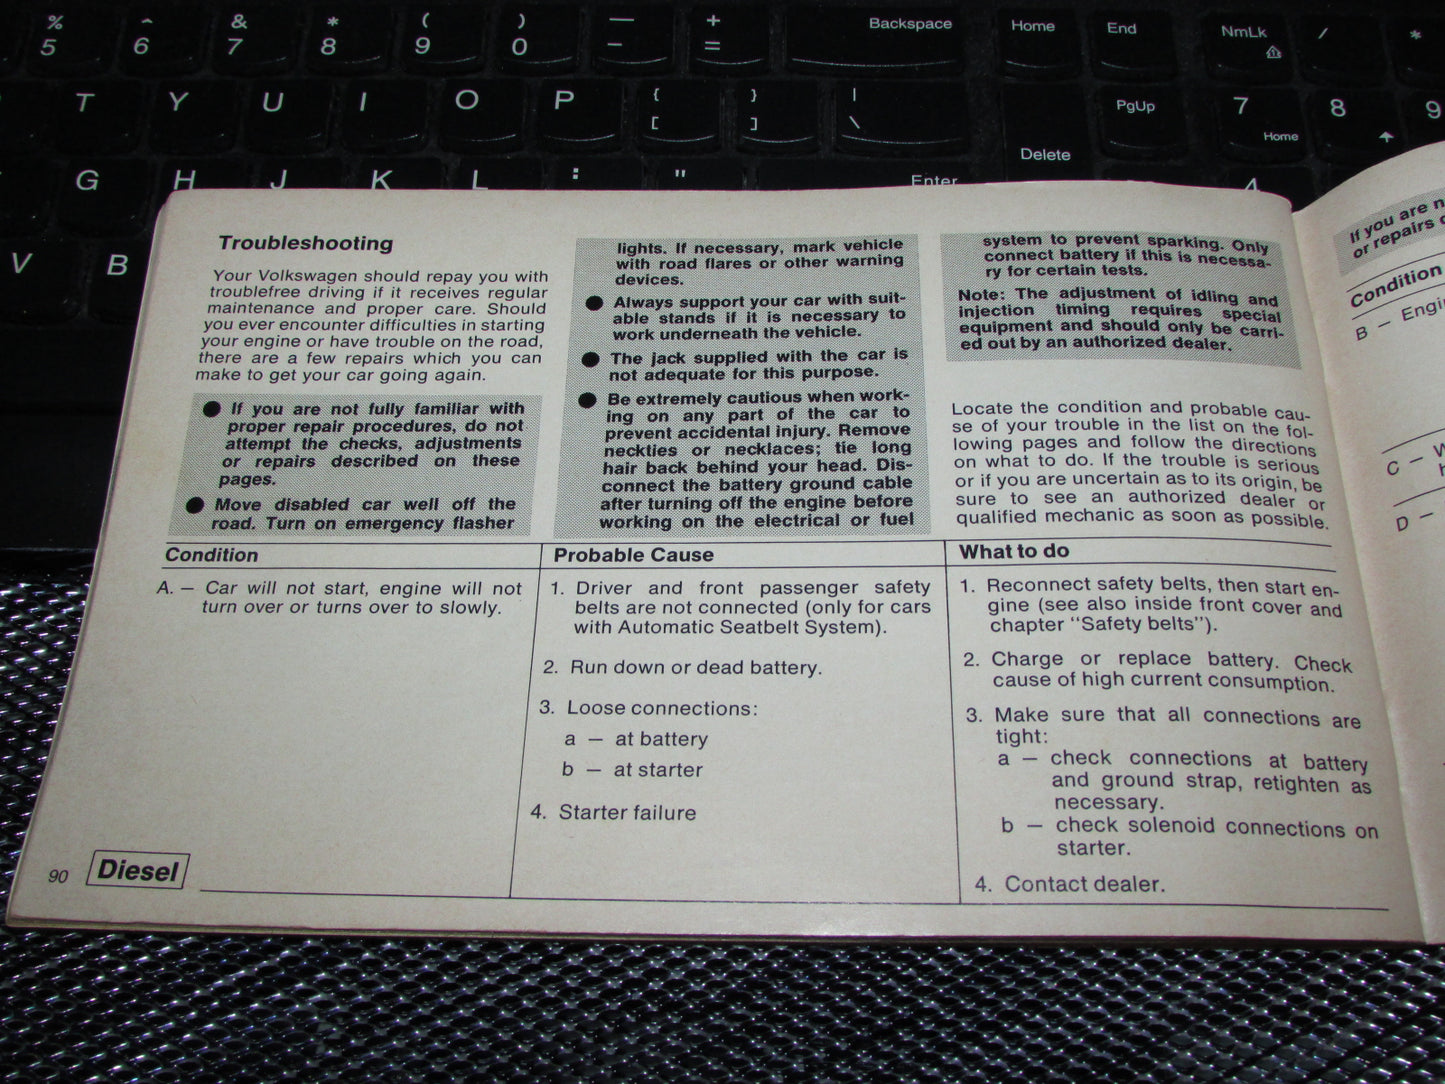 % & * ( ) — + Backspace Home End NmLk / *
5 6 7 8 9 0 - =
T Y U I O P { [ } ] | \ Delete PgUp 7 Home 8 9
G H J K L : " Enter 4
V B
Troubleshooting
Your Volkswagen should repay you with
troublefree driving if it receives regular
maintenance and proper care. Should
you ever encounter difficulties in starting
your engine or have trouble on the road,
there are a few repairs which you can
make to get your car going again.
● If you are not fully familiar with
proper repair procedures, do not
attempt the checks, adjustments
or repairs described on these
pages.
● Move disabled car well off the
road. Turn on emergency flasher
lights. If necessary, mark vehicle
with road flares or other warning
devices.
● Always support your car with suit-
able stands if it is necessary to
work underneath the vehicle.
● The jack supplied with the car is
not adequate for this purpose.
● Be extremely cautious when work-
ing on any part of the car to
prevent accidental injury. Remove
neckties or necklaces; tie long
hair back behind your head. Dis-
connect the battery ground cable
after turning off the engine before
working on the electrical or fuel
system to prevent sparking. Only
connect battery if this is necessa-
ry for certain tests.
Note: The adjustment of idling and
injection timing requires special
equipment and should only be carri-
ed out by an authorized dealer.
Locate the condition and probable cau-
se of your trouble in the list on the fol-
lowing pages and follow the directions
on what to do. If the trouble is serious
or if you are uncertain as to its origin, be
sure to see an authorized dealer or
qualified mechanic as soon as possible.
Condition
A. — Car will not start, engine will not
turn over or turns over to slowly.
Probable Cause
1. Driver and front passenger safety
belts are not connected (only for cars
with Automatic Seatbelt System).
2. Run down or dead battery.
3. Loose connections:
a — at battery
b — at starter
4. Starter failure
What to do
1. Reconnect safety belts, then start en-
gine (see also inside front cover and
chapter "Safety belts").
2. Charge or replace battery. Check
cause of high current consumption.
3. Make sure that all connections are
tight:
a — check connections at battery
and ground strap, retighten as
necessary.
b — check solenoid connections on
starter.
4. Contact dealer.
90 Diesel
If you are
or repairs
Condition
B —
C —
D —